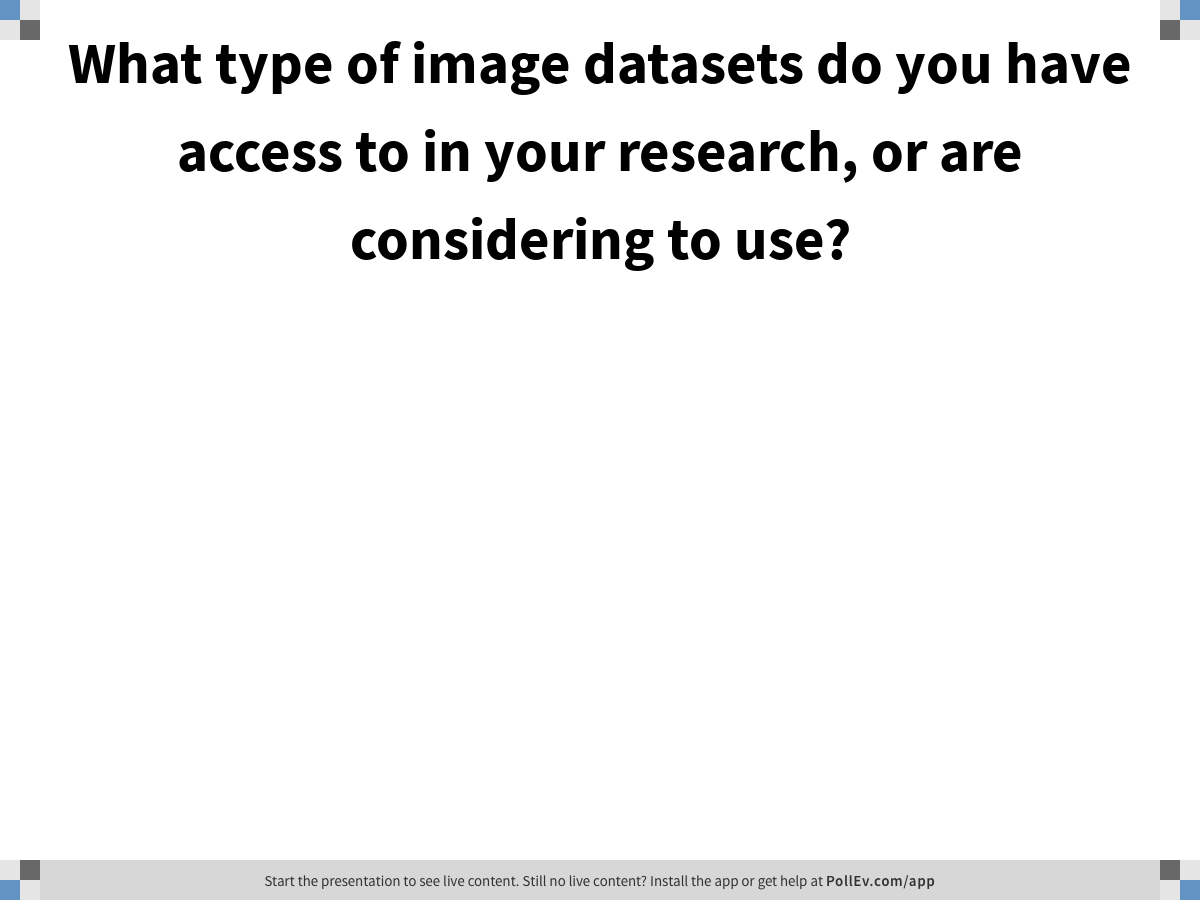 What type of image datasets do you have
access to in your research, or are
considering to use?
Start the presentation to see live content. Still no live content? Install the app or get help at PollEv.com/app